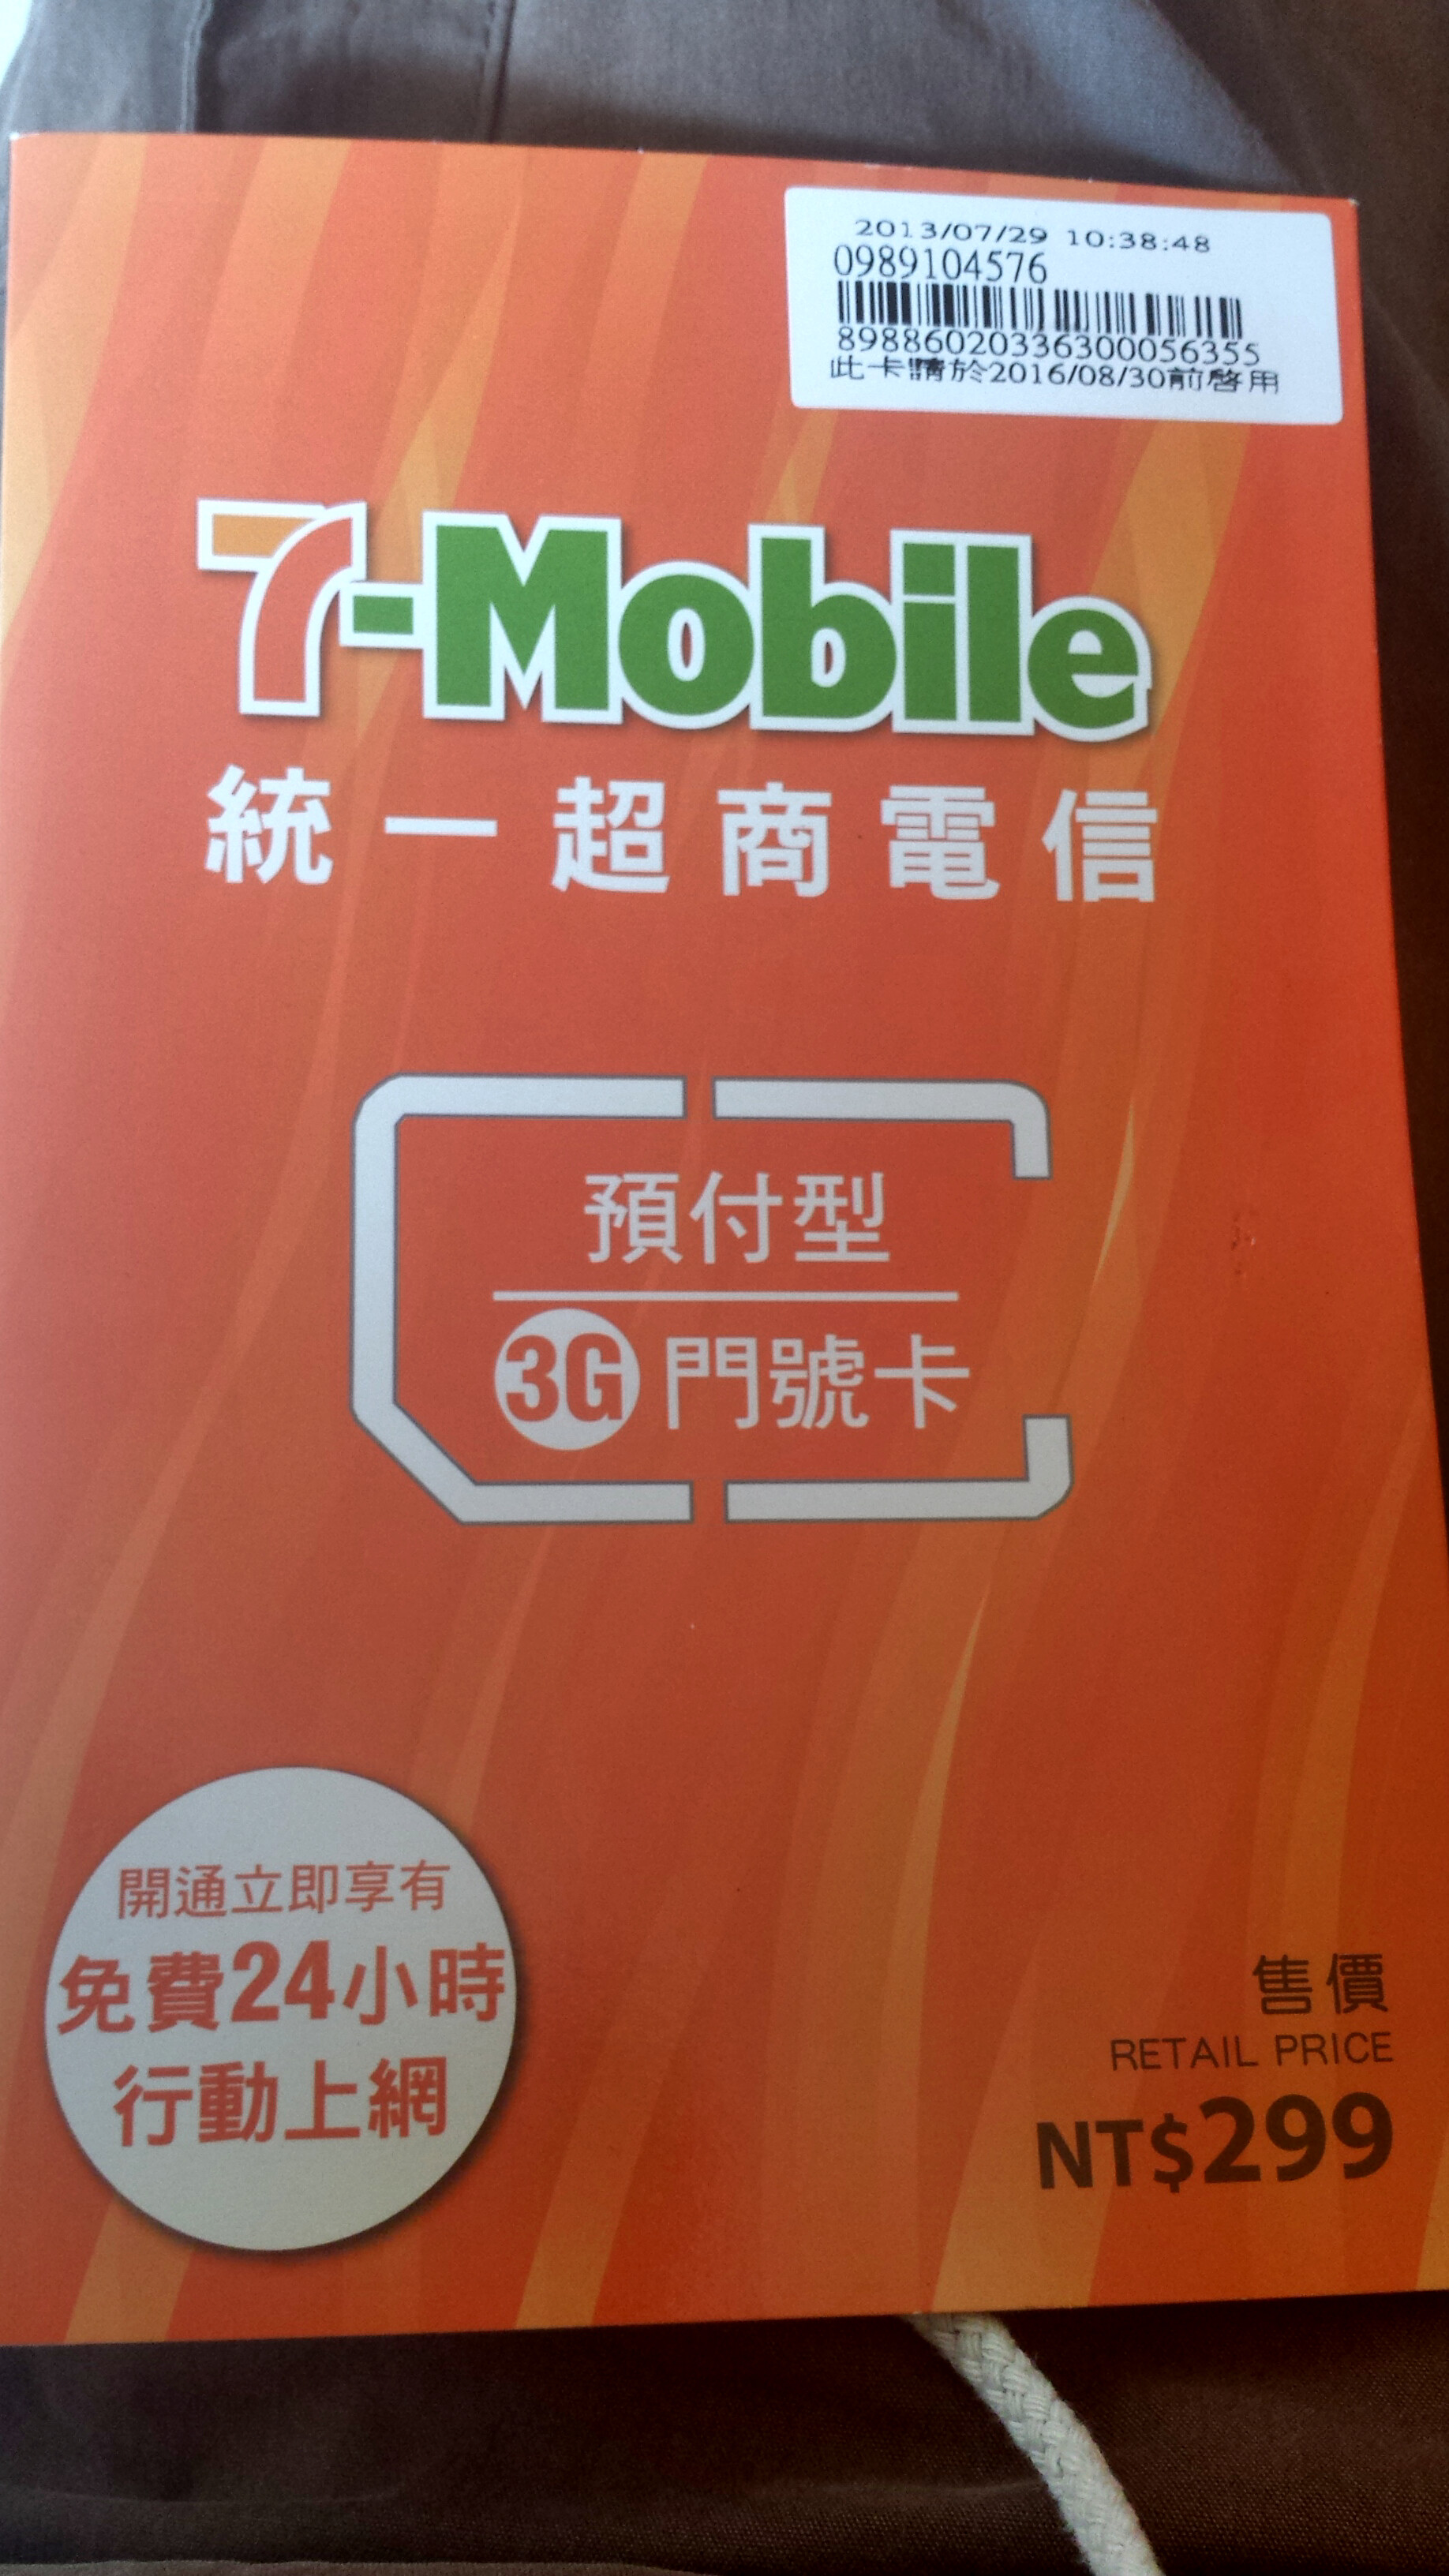 2013/07/29 10:38:48
0989104576
89886020336300056355
此卡請於2016/08/30前啓用
7-Mobile
統一超商電信
預付型
3G門號卡
開通立即享有
免費24小時
行動上網
售價
RETAIL PRICE
NT$299